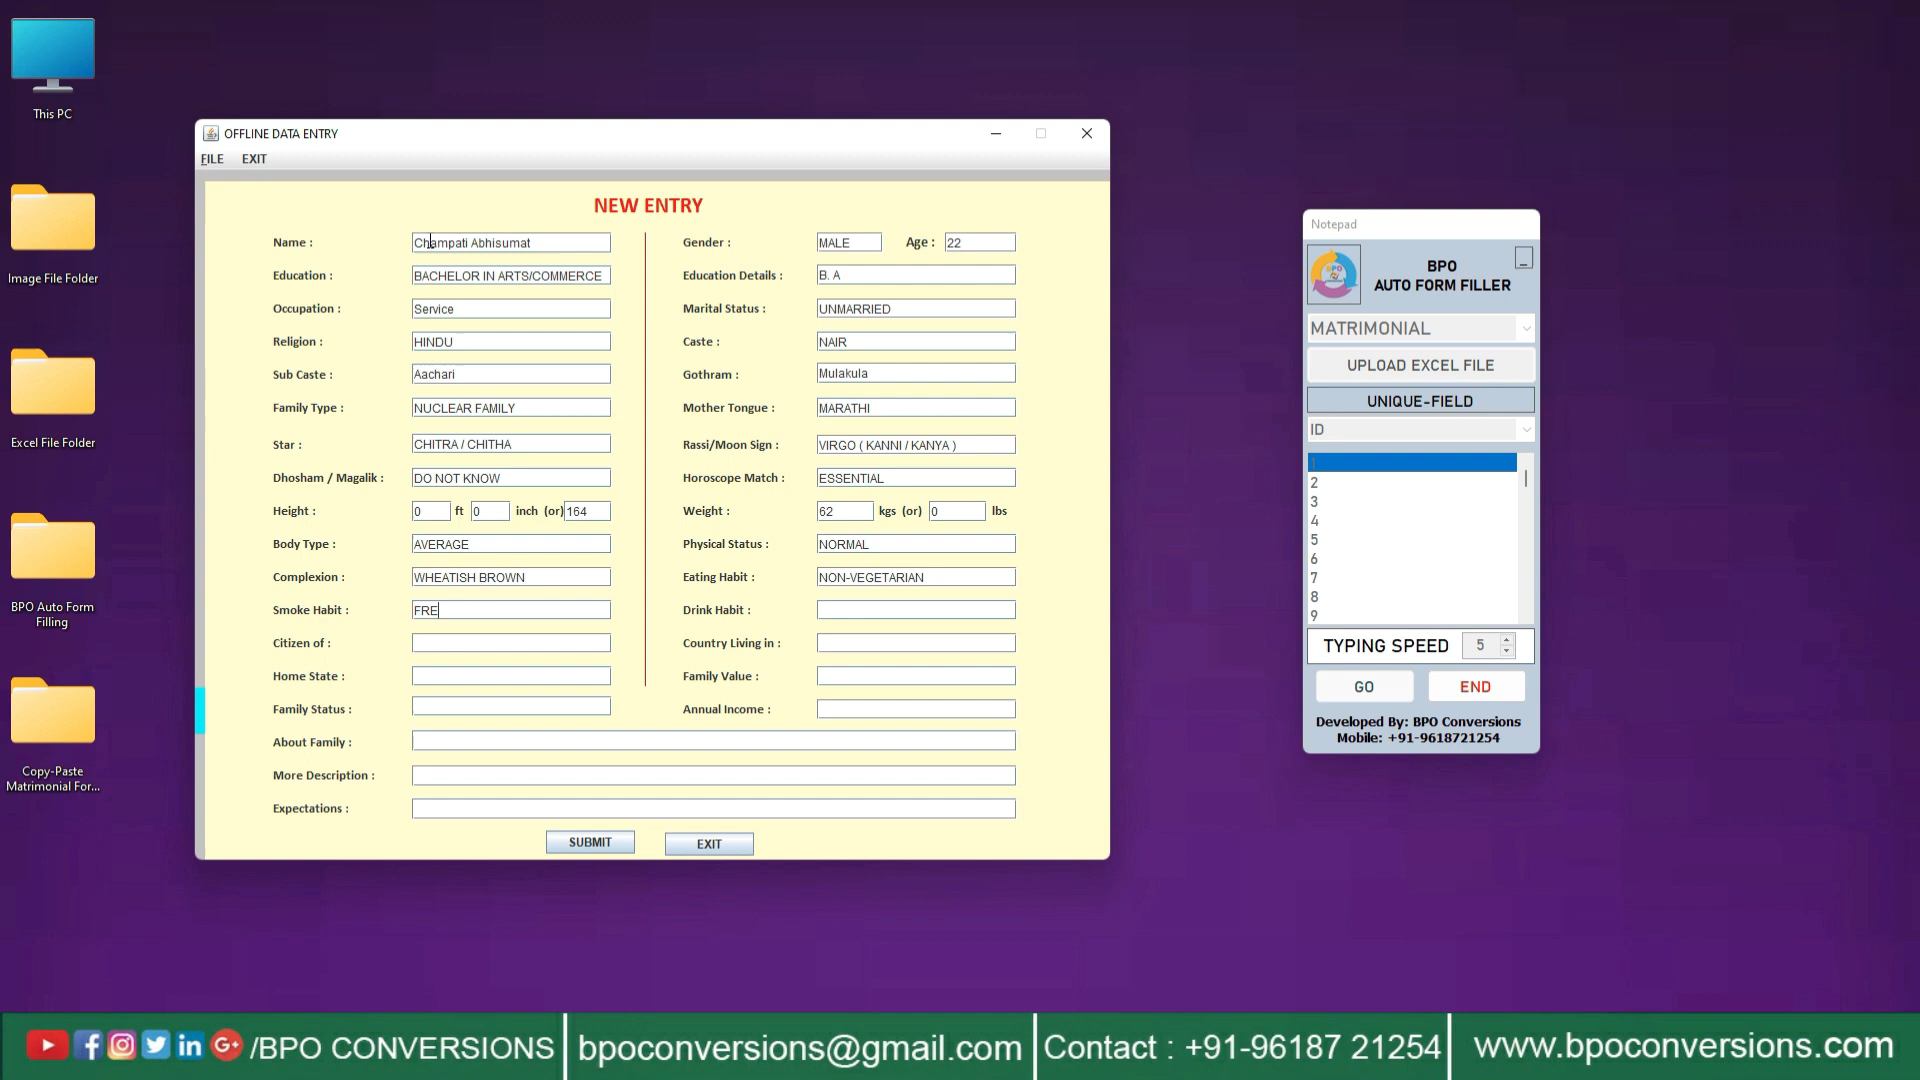 This PC
Image File Folder
Excel File Folder
BPO Auto Form
Filling
Copy-Paste
Matrimonial For...
OFFLINE DATA ENTRY
FILE EXIT
NEW ENTRY
Name : Champati Abhisumat Gender : MALE Age : 22
Education : BACHELOR IN ARTS/COMMERCE Education Details : B. A
Occupation : Service Marital Status : UNMARRIED
Religion : HINDU Caste : NAIR
Sub Caste : Aachari Gothram : Mulakula
Family Type : NUCLEAR FAMILY Mother Tongue : MARATHI
Star : CHITRA / CHITHA Rassi/Moon Sign : VIRGO ( KANNI / KANYA )
Dhosham / Magalik : DO NOT KNOW Horoscope Match : ESSENTIAL
Height : 0 ft 0 inch (or) 164 Weight : 62 kgs (or) 0 lbs
Body Type : AVERAGE Physical Status : NORMAL
Complexion : WHEATISH BROWN Eating Habit : NON-VEGETARIAN
Smoke Habit : FRE Drink Habit :
Citizen of : Country Living in :
Home State : Family Value :
Family Status : Annual Income :
About Family :
More Description :
Expectations :
SUBMIT EXIT
Notepad
BPO
AUTO FORM FILLER
MATRIMONIAL
UPLOAD EXCEL FILE
UNIQUE-FIELD
ID
1
2
3
4
5
6
7
8
9
TYPING SPEED 5
GO END
Developed By: BPO Conversions
Mobile: +91-9618721254
/BPO CONVERSIONS bpoconversions@gmail.com Contact : +91-96187 21254 www.bpoconversions.com